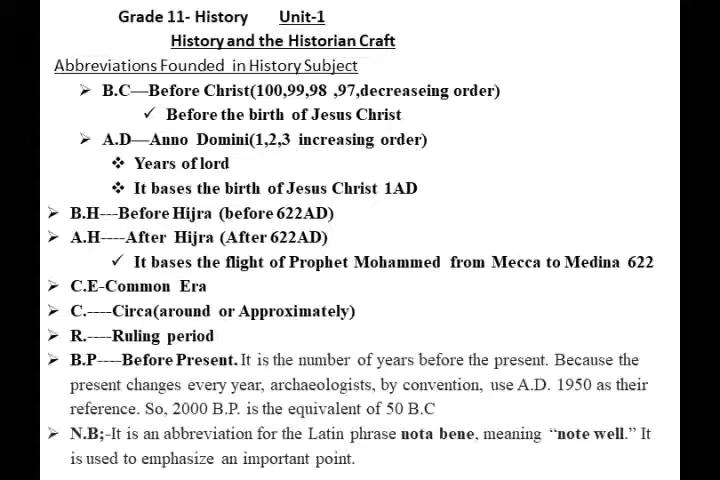 Grade 11- History Unit-1
History and the Historian Craft
Abbreviations Founded in History Subject
➢ B.C—Before Christ(100,99,98 ,97,decreaseing order)
✓ Before the birth of Jesus Christ
➢ A.D—Anno Domini(1,2,3 increasing order)
❖ Years of lord
❖ It bases the birth of Jesus Christ 1AD
➢ B.H---Before Hijra (before 622AD)
➢ A.H----After Hijra (After 622AD)
✓ It bases the flight of Prophet Mohammed from Mecca to Medina 622
➢ C.E-Common Era
➢ C.----Circa(around or Approximately)
➢ R.----Ruling period
➢ B.P----Before Present. It is the number of years before the present. Because the
present changes every year, archaeologists, by convention, use A.D. 1950 as their
reference. So, 2000 B.P. is the equivalent of 50 B.C
➢ N.B;-It is an abbreviation for the Latin phrase nota bene, meaning “note well.” It
is used to emphasize an important point.